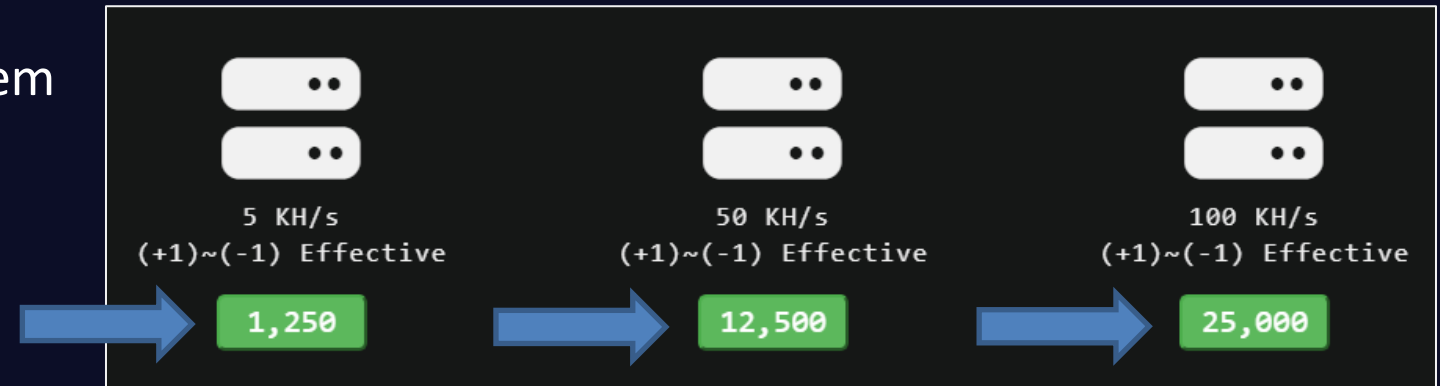 em
5 KH/s
(+1)~(-1) Effective
1,250
50 KH/s
(+1)~(-1) Effective
12,500
100 KH/s
(+1)~(-1) Effective
25,000